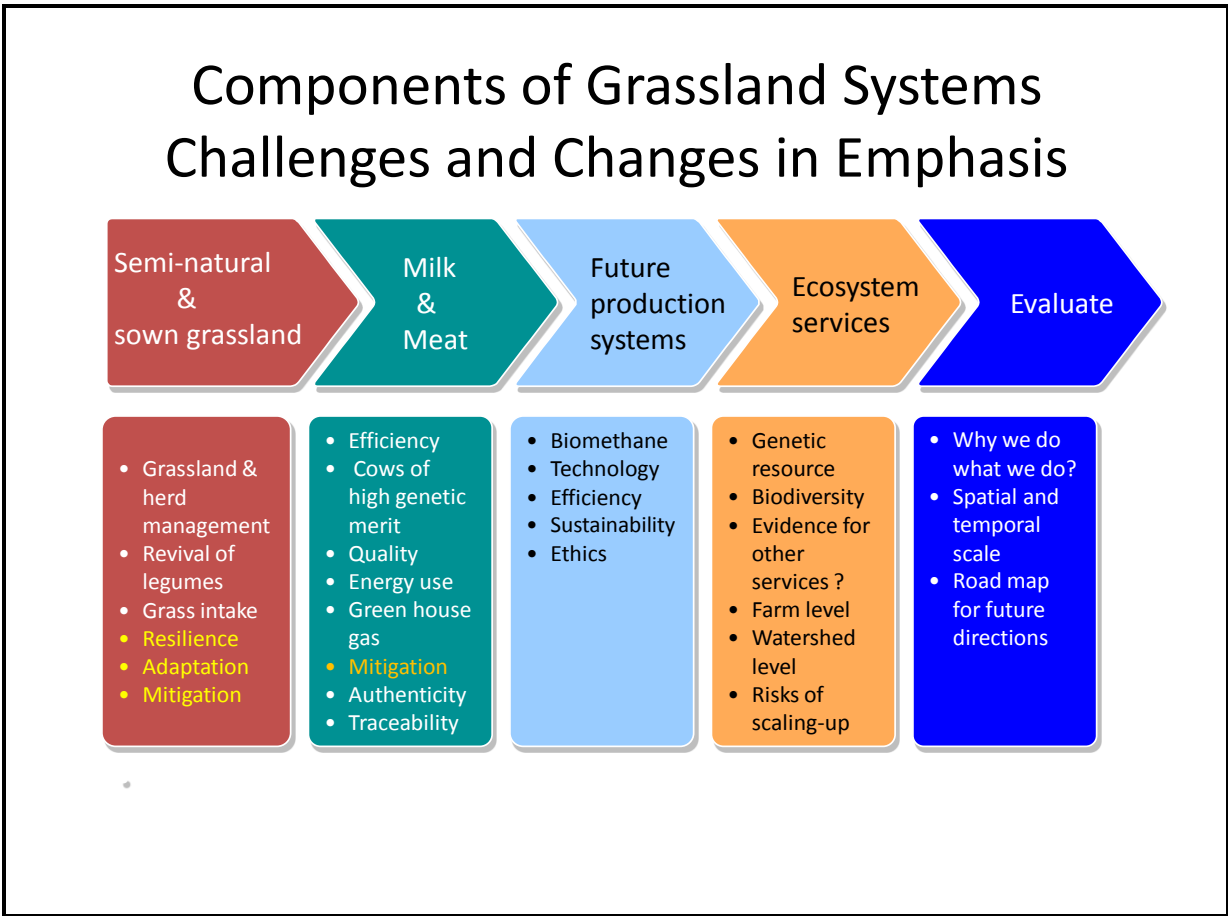 Components of Grassland Systems
Challenges and Changes in Emphasis
Semi-natural
&
sown grassland
Milk
&
Meat
Future
production
systems
Ecosystem
services
Evaluate
• Grassland &
herd
management
• Revival of
legumes
• Grass intake
• Resilience
• Adaptation
• Mitigation
• Efficiency
• Cows of
high genetic
merit
• Quality
• Energy use
• Green house
gas
• Mitigation
• Authenticity
• Traceability
• Biomethane
• Technology
• Efficiency
• Sustainability
• Ethics
• Genetic
resource
• Biodiversity
• Evidence for
other
services ?
• Farm level
• Watershed
level
• Risks of
scaling-up
• Why we do
what we do?
• Spatial and
temporal
scale
• Road map
for future
directions